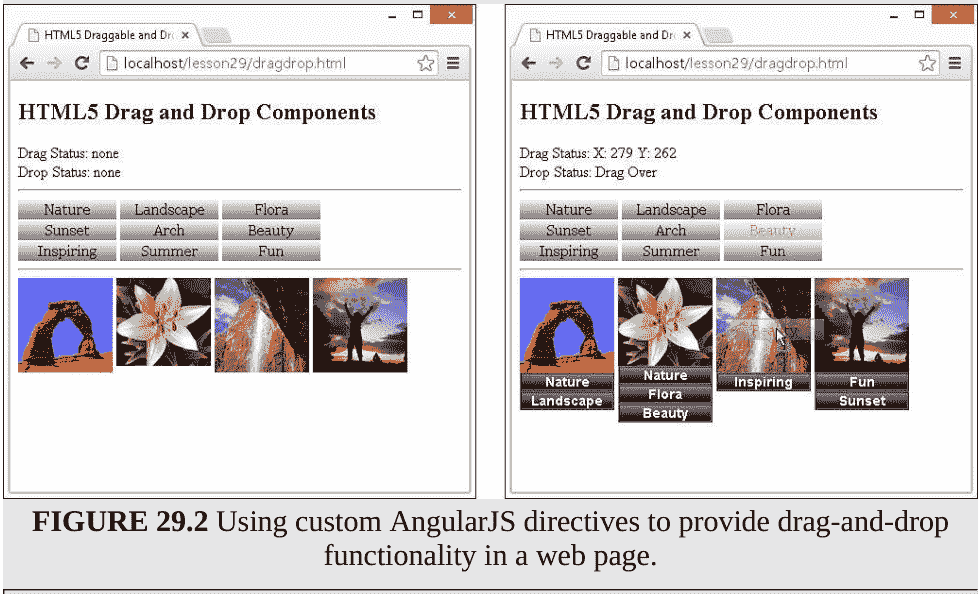 HTML5 Draggable and Dr
localhost/lesson29/dragdrop.html
HTML5 Drag and Drop Components
Drag Status: none
Drop Status: none
Nature Landscape Flora
Sunset Arch Beauty
Inspiring Summer Fun
HTML5 Draggable and Dr
localhost/lesson29/dragdrop.html
HTML5 Drag and Drop Components
Drag Status: X: 279 Y: 262
Drop Status: Drag Over
Nature Landscape Flora
Sunset Arch Beauty
Inspiring Summer Fun
Nature Nature Inspiring Fun
Landscape Flora Sunset
Beauty
FIGURE 29.2 Using custom AngularJS directives to provide drag-and-drop
functionality in a web page.